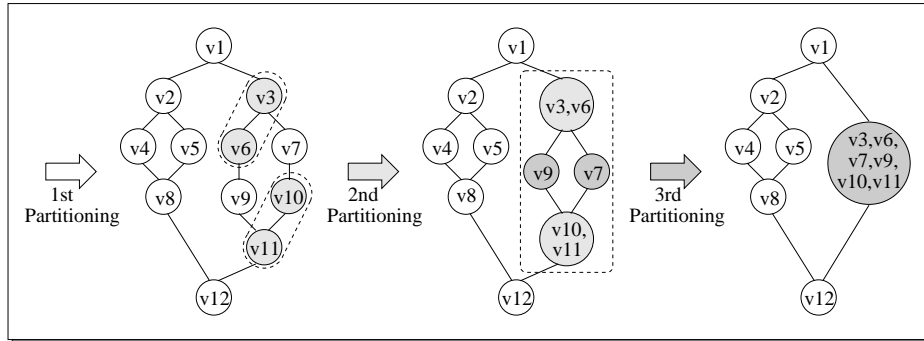 1st
Partitioning
v1
v2
v3
v4
v5
v6
v7
v8
v9
v10
v11
v12
2nd
Partitioning
v1
v2
v3,v6
v4
v5
v9
v7
v8
v10,
v11
v12
3rd
Partitioning
v1
v2
v4
v5
v3,v6,
v7,v9,
v10,v11
v8
v12